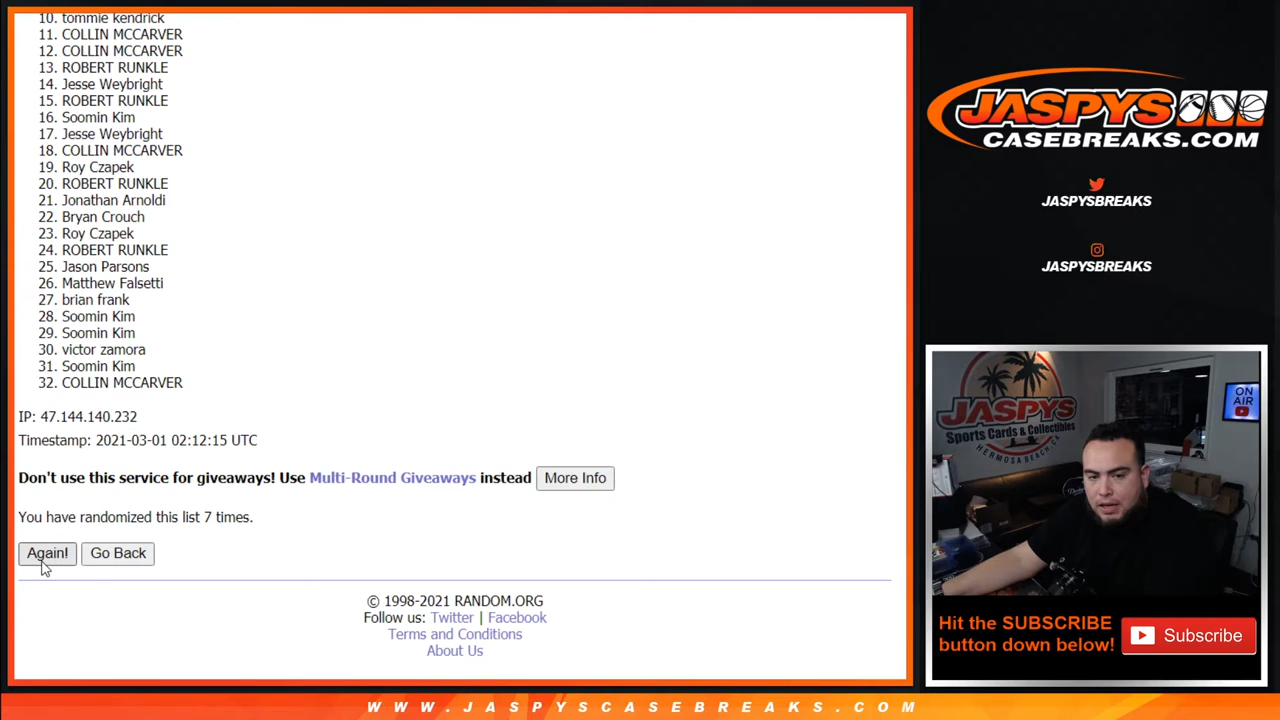 10. tommie kendrick
11. COLLIN MCCARVER
12. COLLIN MCCARVER
13. ROBERT RUNKLE
14. Jesse Weybright
15. ROBERT RUNKLE
16. Soomin Kim
17. Jesse Weybright
18. COLLIN MCCARVER
19. Roy Czapek
20. ROBERT RUNKLE
21. Jonathan Arnoldi
22. Bryan Crouch
23. Roy Czapek
24. ROBERT RUNKLE
25. Jason Parsons
26. Matthew Falsetti
27. brian frank
28. Soomin Kim
29. Soomin Kim
30. victor zamora
31. Soomin Kim
32. COLLIN MCCARVER
IP: 47.144.140.232
Timestamp: 2021-03-01 02:12:15 UTC
Don't use this service for giveaways! Use Multi-Round Giveaways instead More Info
You have randomized this list 7 times.
Again! Go Back
© 1998-2021 RANDOM.ORG
Follow us: Twitter | Facebook
Terms and Conditions
About Us
JASPYS
CASEBREAKS.COM
JASPYSBREAKS
JASPYSBREAKS
JASPYS
Sports Cards & Collectibles
HERMOSA BEACH, CA
ON
AIR
Hit the SUBSCRIBE
button down below!
Subscribe
WWW.JASPYSCASEBREAKS.COM